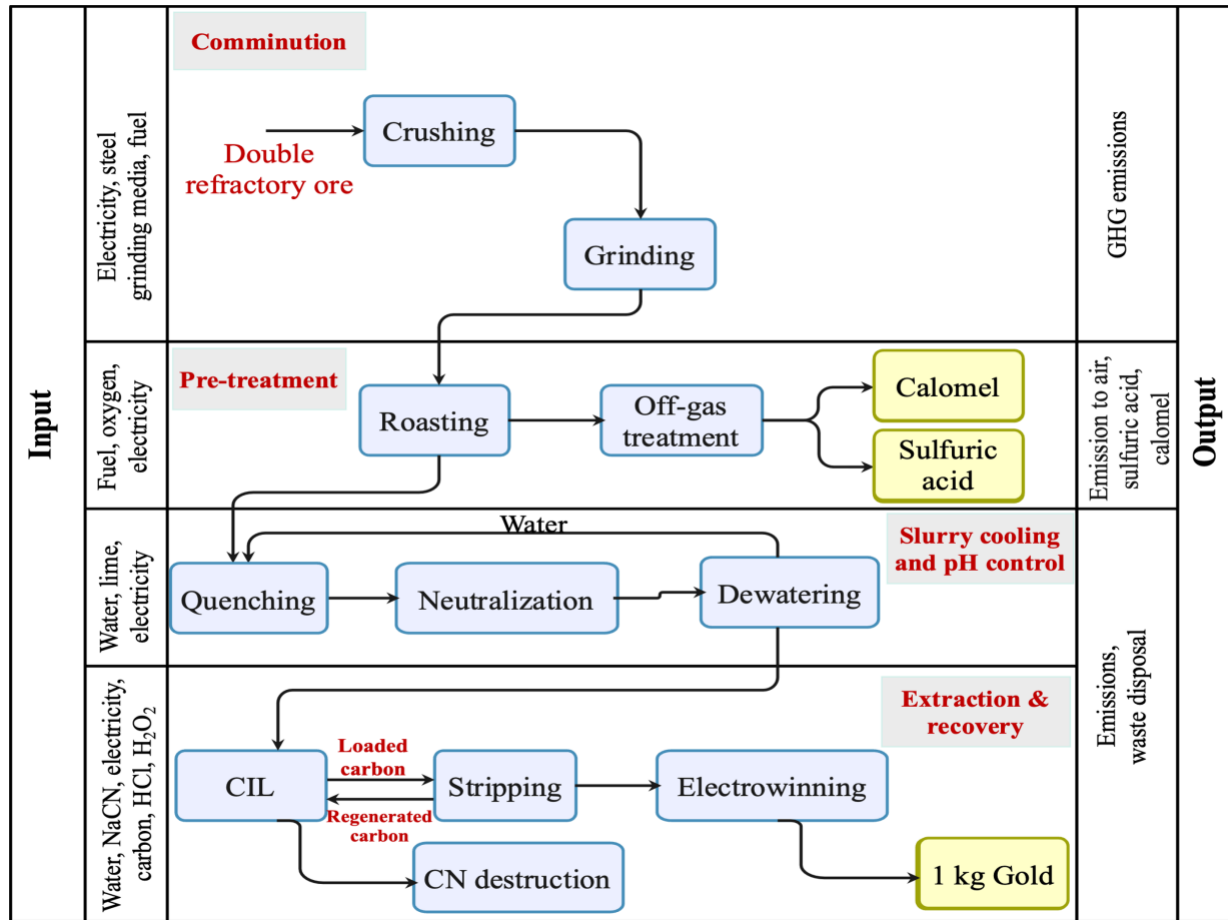 Input
Electricity, steel
grinding media, fuel
Comminution
Double
refractory ore
Crushing
Grinding
GHG emissions
Output
Fuel, oxygen,
electricity
Pre-treatment
Roasting
Off-gas
treatment
Calomel
Sulfuric
acid
Emission to air,
sulfuric acid,
calomel
Water, lime,
electricity
Water
Slurry cooling
and pH control
Quenching
Neutralization
Dewatering
Emissions,
waste disposal
Water, NaCN, electricity,
carbon, HCl, H₂O₂
Extraction &
recovery
CIL
Loaded
carbon
Regenerated
carbon
Stripping
Electrowinning
CN destruction
1 kg Gold